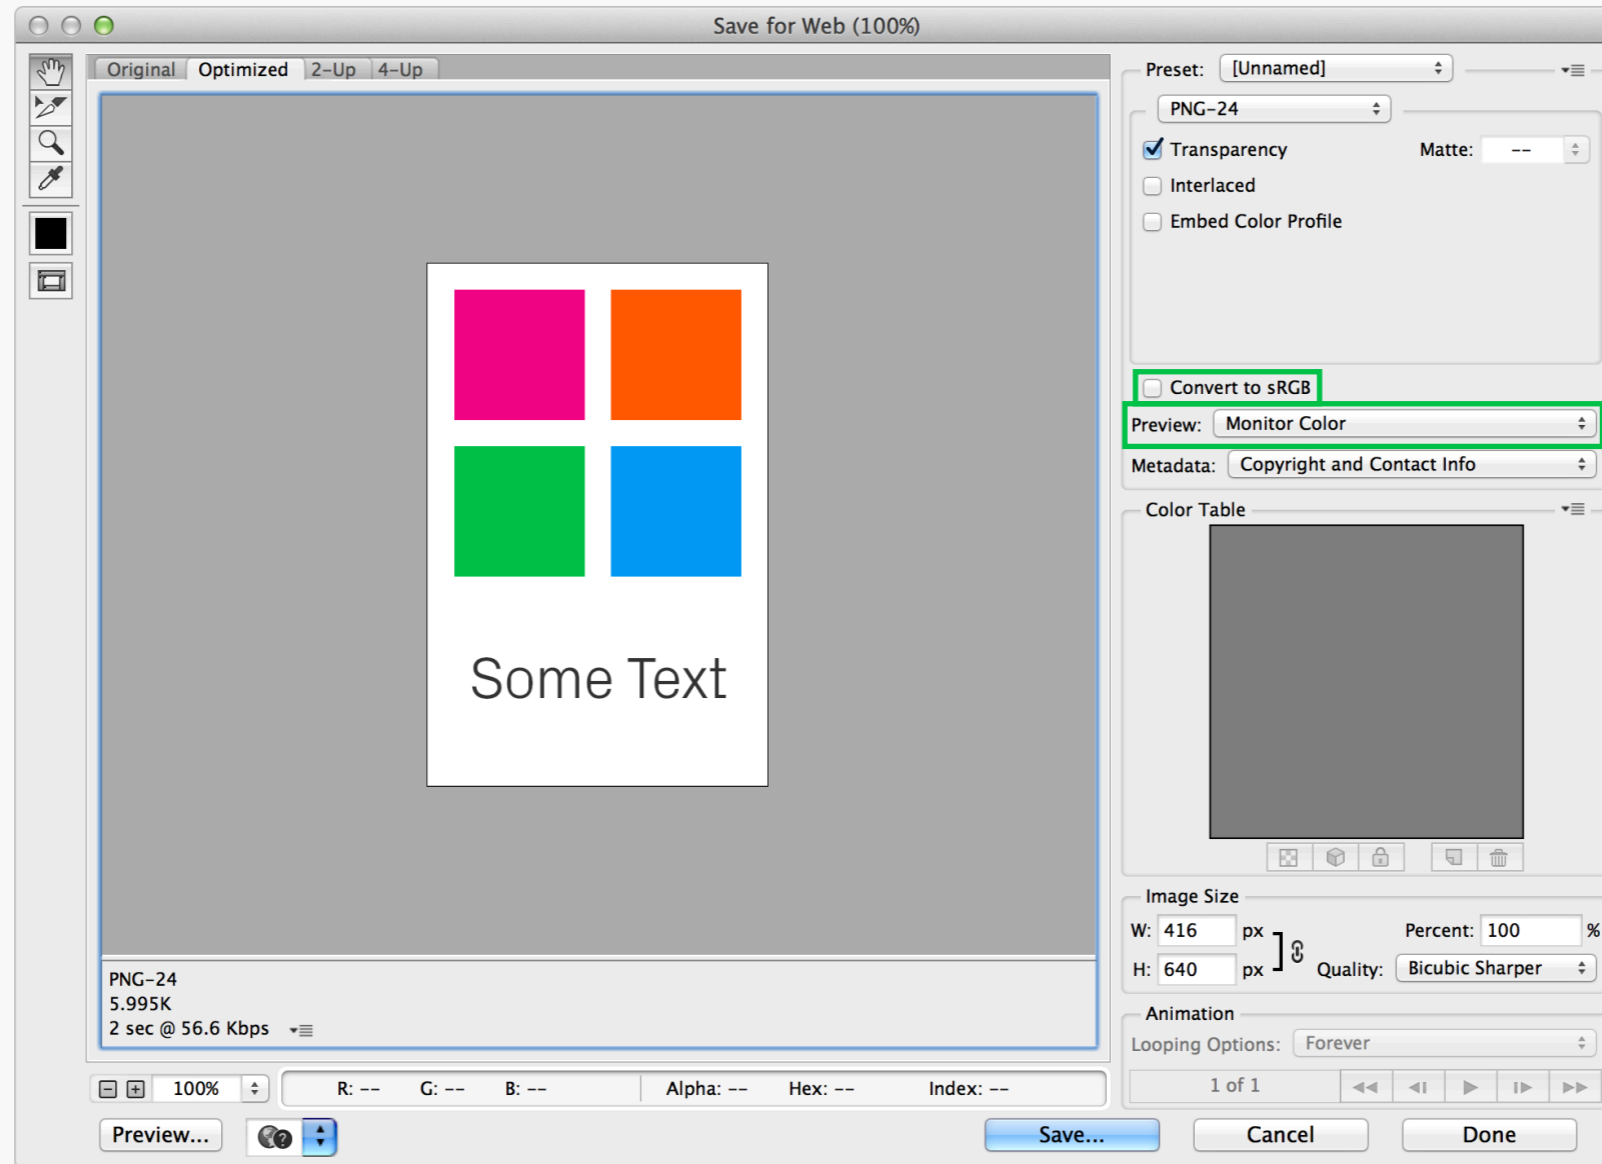 Save for Web (100%)
Original Optimized 2-Up 4-Up
Preset: [Unnamed]
PNG-24
Transparency Matte: --
Interlaced
Embed Color Profile
Convert to sRGB
Preview: Monitor Color
Metadata: Copyright and Contact Info
Color Table
Some Text
Image Size
W: 416 px Percent: 100 %
H: 640 px Quality: Bicubic Sharper
PNG-24
5.995K
2 sec @ 56.6 Kbps
Animation
Looping Options: Forever
1 of 1
100% R: -- G: -- B: -- Alpha: -- Hex: -- Index: --
Preview... ? Save... Cancel Done